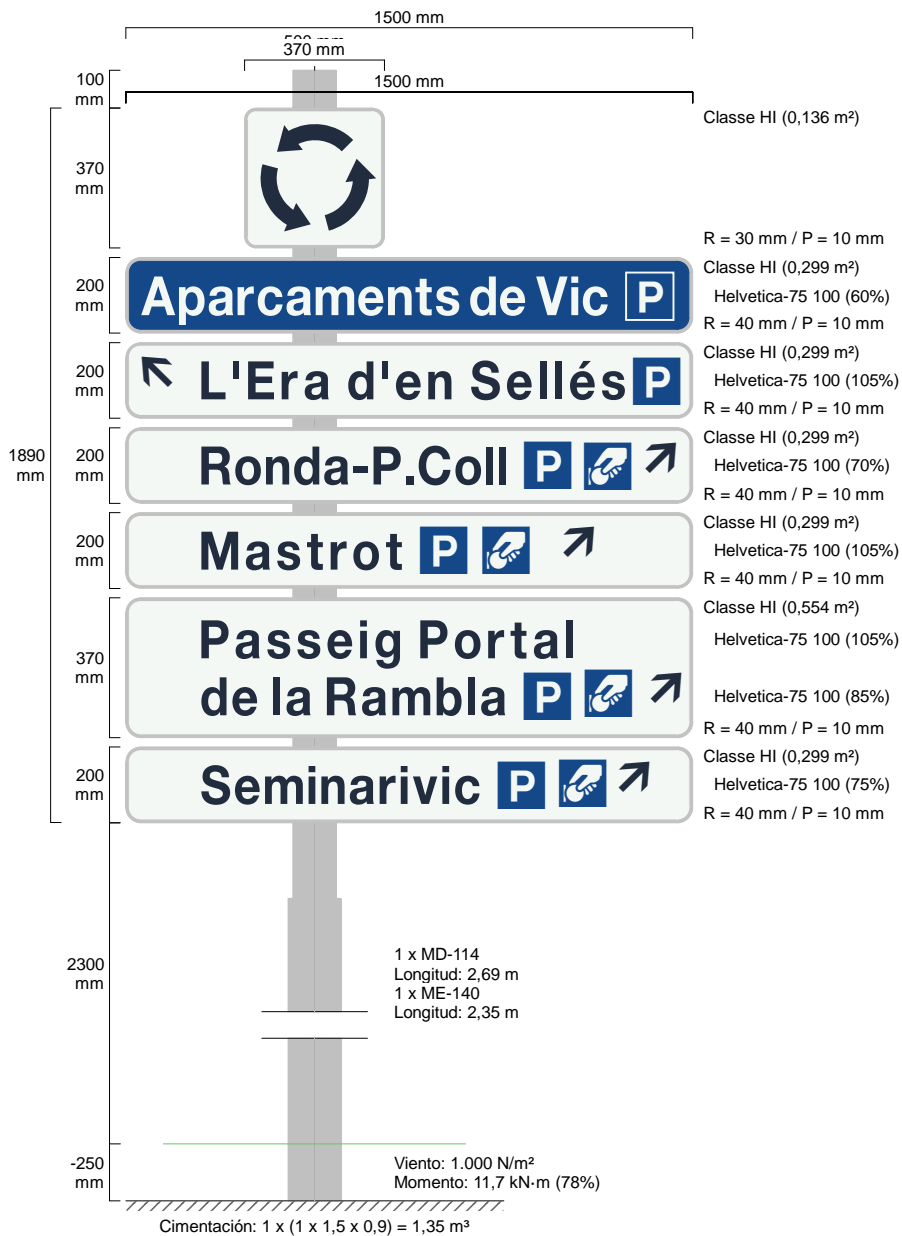 1500 mm
370 mm
1500 mm
100 mm
Classe HI (0,136 m²)
370 mm
R = 30 mm / P = 10 mm
200 mm
Aparcaments de Vic P
Classe HI (0,299 m²)
Helvetica-75 100 (60%)
R = 40 mm / P = 10 mm
200 mm
L'Era d'en Sellés P
Classe HI (0,299 m²)
Helvetica-75 100 (105%)
R = 40 mm / P = 10 mm
1890 mm
200 mm
Ronda-P.Coll P
Classe HI (0,299 m²)
Helvetica-75 100 (70%)
R = 40 mm / P = 10 mm
200 mm
Mastrot P
Classe HI (0,299 m²)
Helvetica-75 100 (105%)
R = 40 mm / P = 10 mm
370 mm
Passeig Portal
de la Rambla P
Classe HI (0,554 m²)
Helvetica-75 100 (105%)
Helvetica-75 100 (85%)
R = 40 mm / P = 10 mm
200 mm
Seminarivic P
Classe HI (0,299 m²)
Helvetica-75 100 (75%)
R = 40 mm / P = 10 mm
2300 mm
1 x MD-114
Longitud: 2,69 m
1 x ME-140
Longitud: 2,35 m
-250 mm
Viento: 1.000 N/m²
Momento: 11,7 kN·m (78%)
Cimentación: 1 x (1 x 1,5 x 0,9) = 1,35 m³